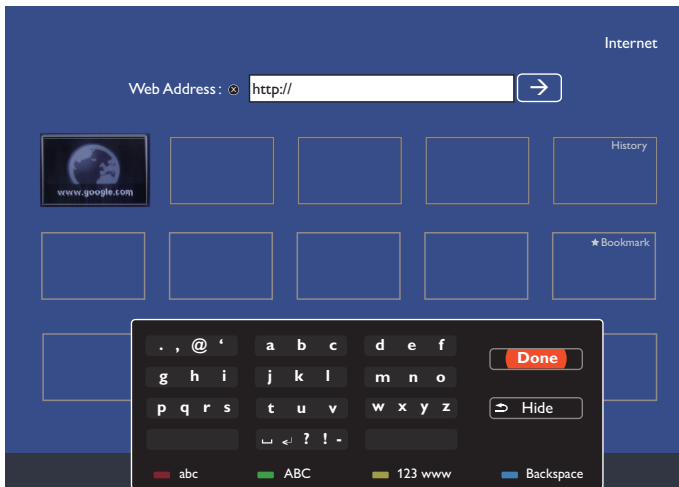 Internet
Web Address : ⊗ http:// →
www.google.com
History
★ Bookmark
. , @ ‘ a b c d e f
Done
g h i j k l m n o
p q r s t u v w x y z
Hide
␣ ↵ ? ! -
abc ABC 123 www Backspace